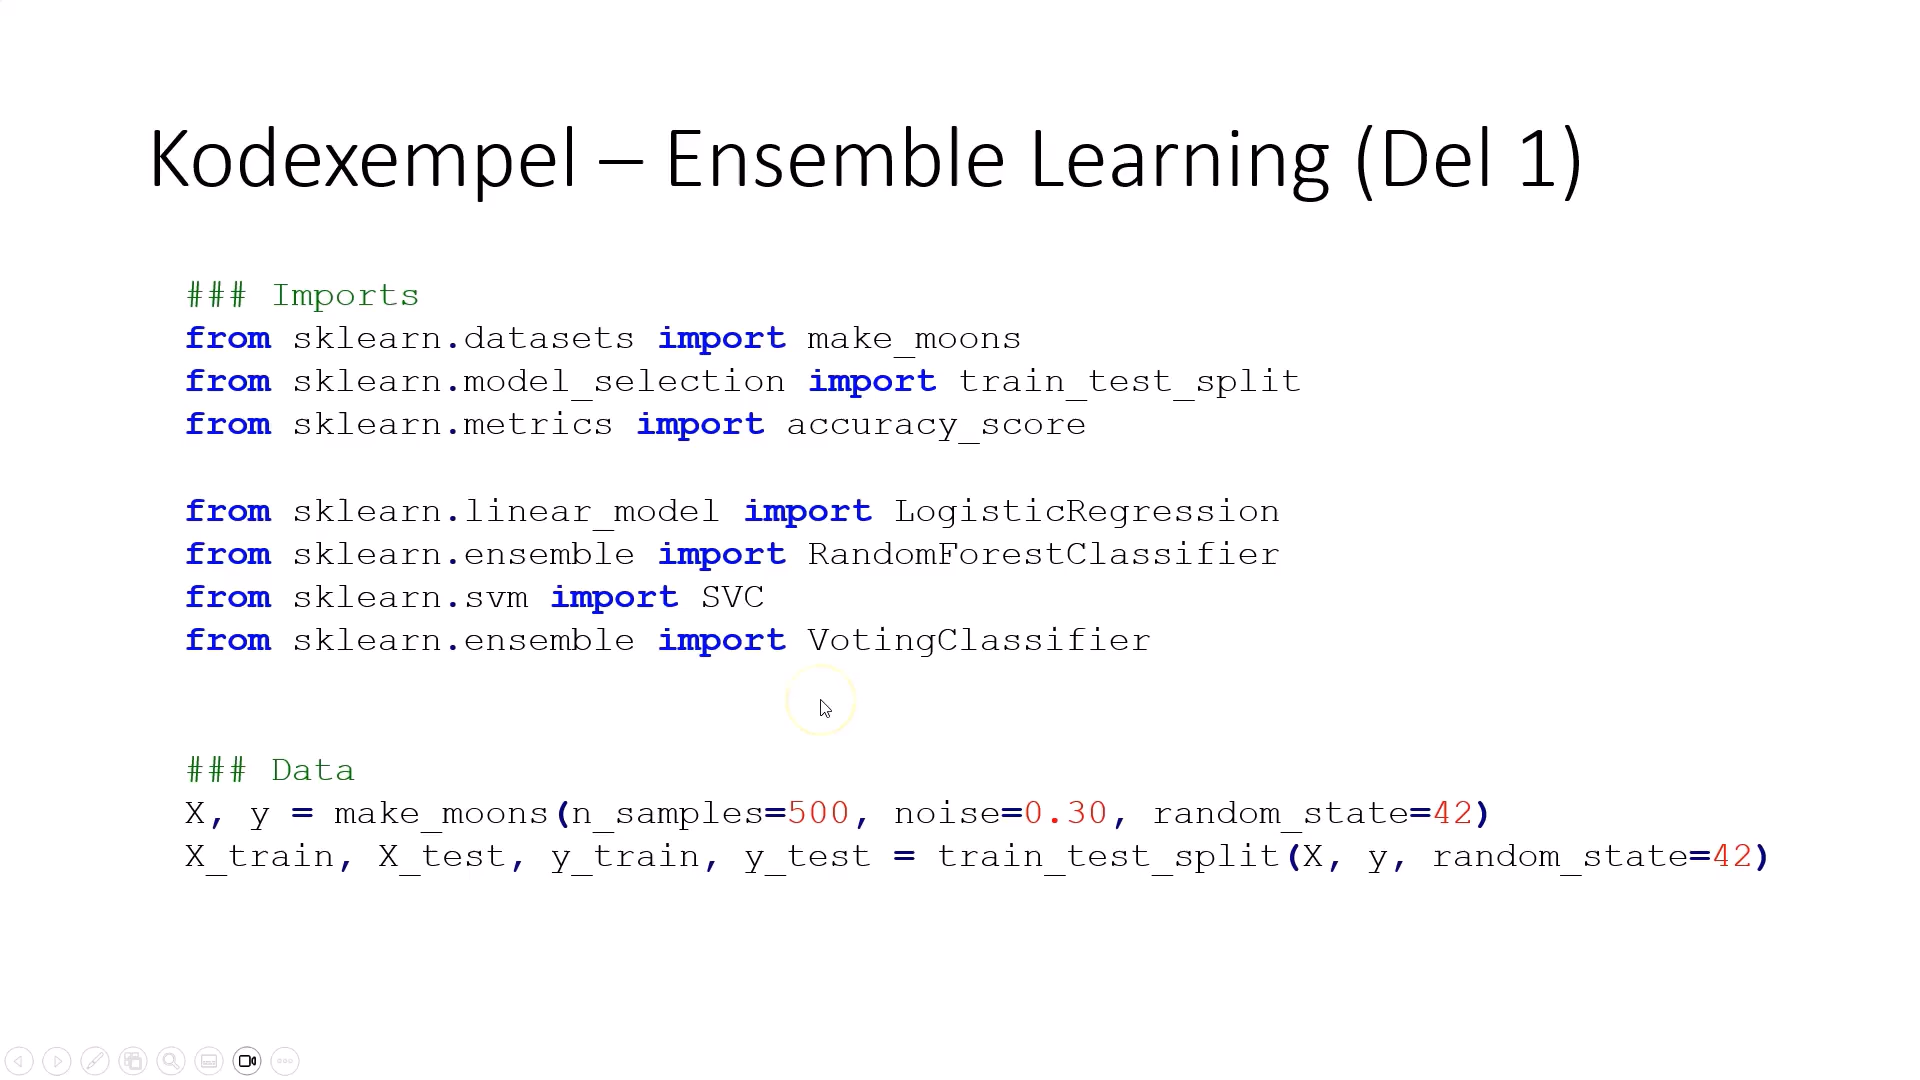 Kodexempel – Ensemble Learning (Del 1)
### Imports
from sklearn.datasets import make_moons
from sklearn.model_selection import train_test_split
from sklearn.metrics import accuracy_score
from sklearn.linear_model import LogisticRegression
from sklearn.ensemble import RandomForestClassifier
from sklearn.svm import SVC
from sklearn.ensemble import VotingClassifier
### Data
X, y = make_moons(n_samples=500, noise=0.30, random_state=42)
X_train, X_test, y_train, y_test = train_test_split(X, y, random_state=42)